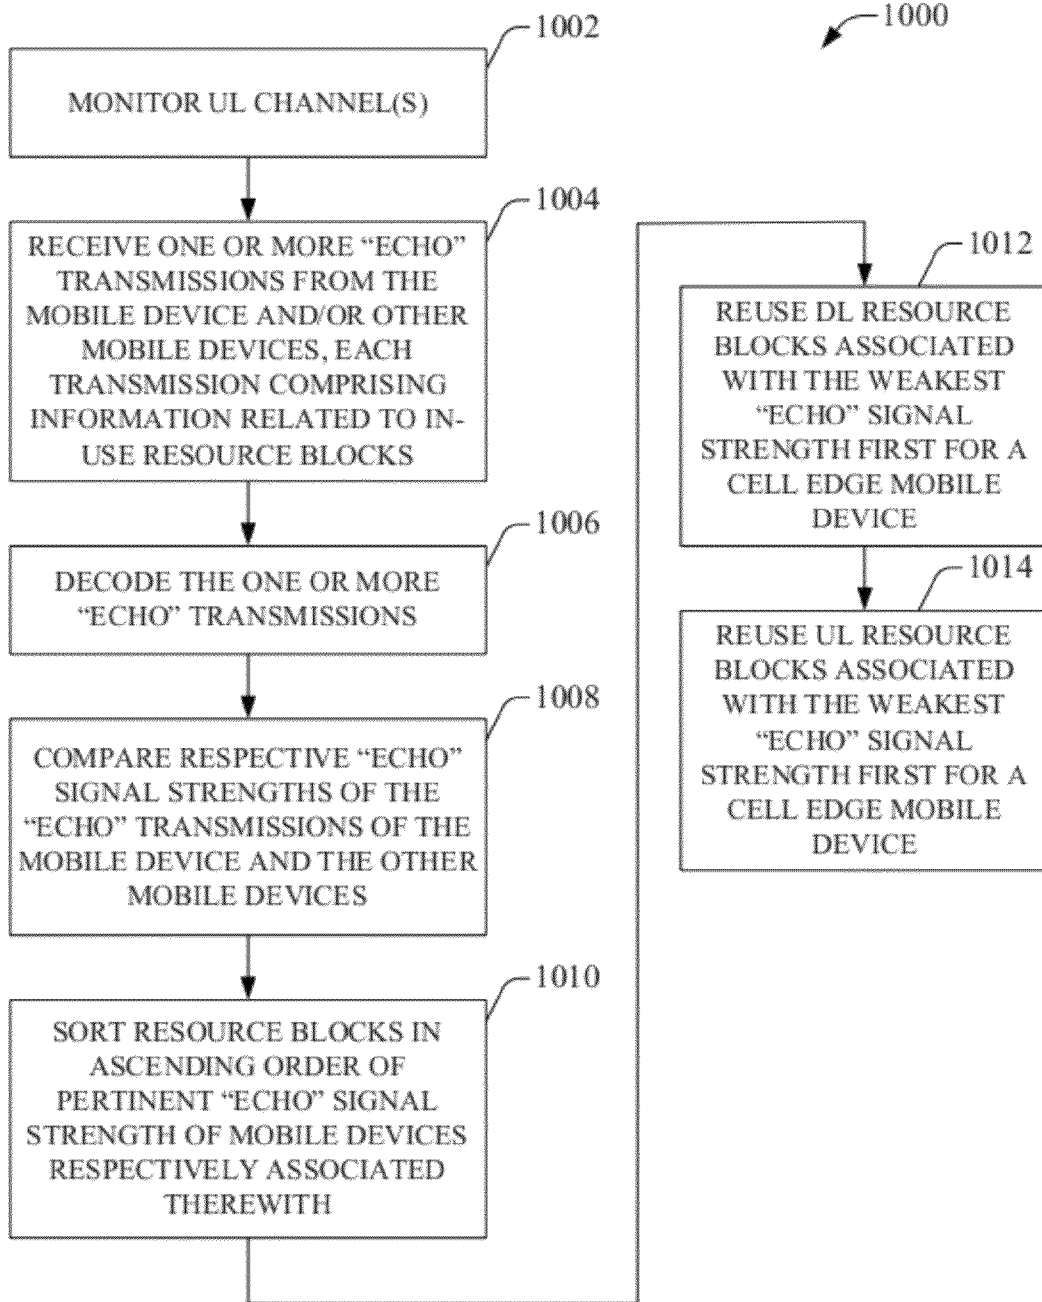 1000
1002
MONITOR UL CHANNEL(S)
1004
RECEIVE ONE OR MORE “ECHO”
TRANSMISSIONS FROM THE
MOBILE DEVICE AND/OR OTHER
MOBILE DEVICES, EACH
TRANSMISSION COMPRISING
INFORMATION RELATED TO IN-
USE RESOURCE BLOCKS
1006
DECODE THE ONE OR MORE
“ECHO” TRANSMISSIONS
1008
COMPARE RESPECTIVE “ECHO”
SIGNAL STRENGTHS OF THE
“ECHO” TRANSMISSIONS OF THE
MOBILE DEVICE AND THE OTHER
MOBILE DEVICES
1010
SORT RESOURCE BLOCKS IN
ASCENDING ORDER OF
PERTINENT “ECHO” SIGNAL
STRENGTH OF MOBILE DEVICES
RESPECTIVELY ASSOCIATED
THEREWITH
1012
REUSE DL RESOURCE
BLOCKS ASSOCIATED
WITH THE WEAKEST
“ECHO” SIGNAL
STRENGTH FIRST FOR A
CELL EDGE MOBILE
DEVICE
1014
REUSE UL RESOURCE
BLOCKS ASSOCIATED
WITH THE WEAKEST
“ECHO” SIGNAL
STRENGTH FIRST FOR A
CELL EDGE MOBILE
DEVICE